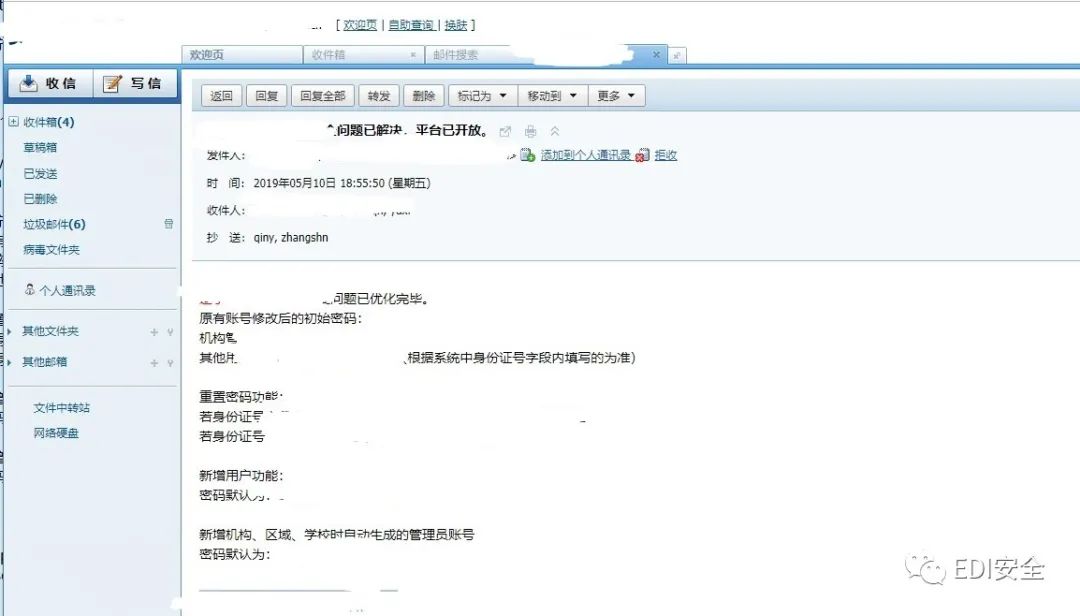 [ 欢迎页 | 自助查询 | 换肤 ]
欢迎页 收件箱 × 邮件搜索 ×
收信 写信
返回 回复 回复全部 转发 删除 标记为 移动到 更多
收件箱(4)
草稿箱
已发送
已删除
垃圾邮件(6)
病毒文件夹
个人通讯录
其他文件夹
其他邮箱
文件中转站
网络硬盘
问题已解决，平台已开放。
发件人： 添加到个人通讯录 拒收
时 间： 2019年05月10日 18:55:50 (星期五)
收件人：
抄 送： qiny, zhangshn
问题已优化完毕。
原有账号修改后的初始密码：
机构
其他用 根据系统中身份证号字段内填写的为准)
重置密码功能：
若身份证号
若身份证号
新增用户功能：
密码默认为：
新增机构、区域、学校时自动生成的管理员账号
密码默认为：
EDI安全